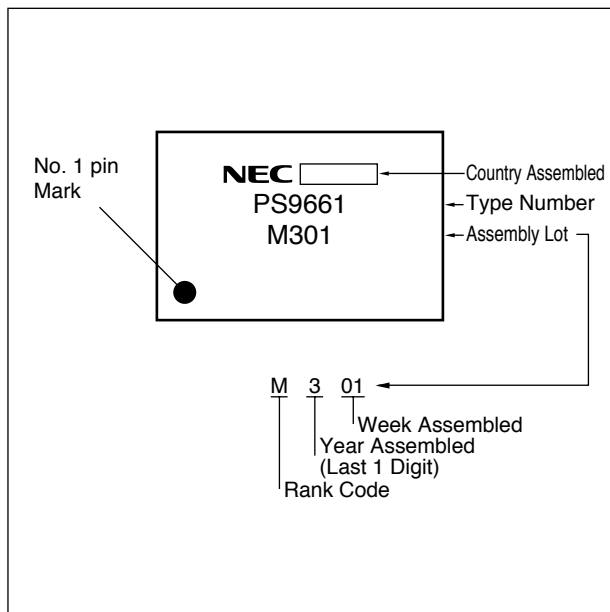 No. 1 pin
Mark
NEC
Country Assembled
PS9661
Type Number
M301
Assembly Lot
M 3 01
Week Assembled
Year Assembled
(Last 1 Digit)
Rank Code